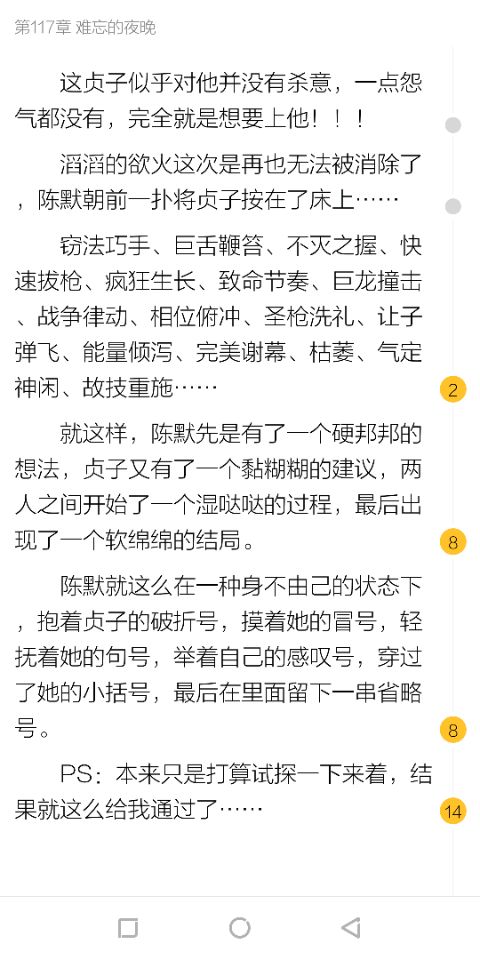 第117章 难忘的夜晚
这贞子似乎对他并没有杀意，一点怨
气都没有，完全就是想要上他！！！
滔滔的欲火这次是再也无法被消除了
，陈默朝前一扑将贞子按在了床上……
窃法巧手、巨舌鞭笞、不灭之握、快
速拔枪、疯狂生长、致命节奏、巨龙撞击
、战争律动、相位俯冲、圣枪洗礼、让子
弹飞、能量倾泻、完美谢幕、枯萎、气定
神闲、故技重施……
2
就这样，陈默先是有了一个硬邦邦的
想法，贞子又有了一个黏糊糊的建议，两
人之间开始了一个湿哒哒的过程，最后出
现了一个软绵绵的结局。
8
陈默就这么在一种身不由己的状态下
，抱着贞子的破折号，摸着她的冒号，轻
抚着她的句号，举着自己的感叹号，穿过
了她的小括号，最后在里面留下一串省略
号。
8
PS：本来只是打算试探一下来着，结
果就这么给我通过了……
14